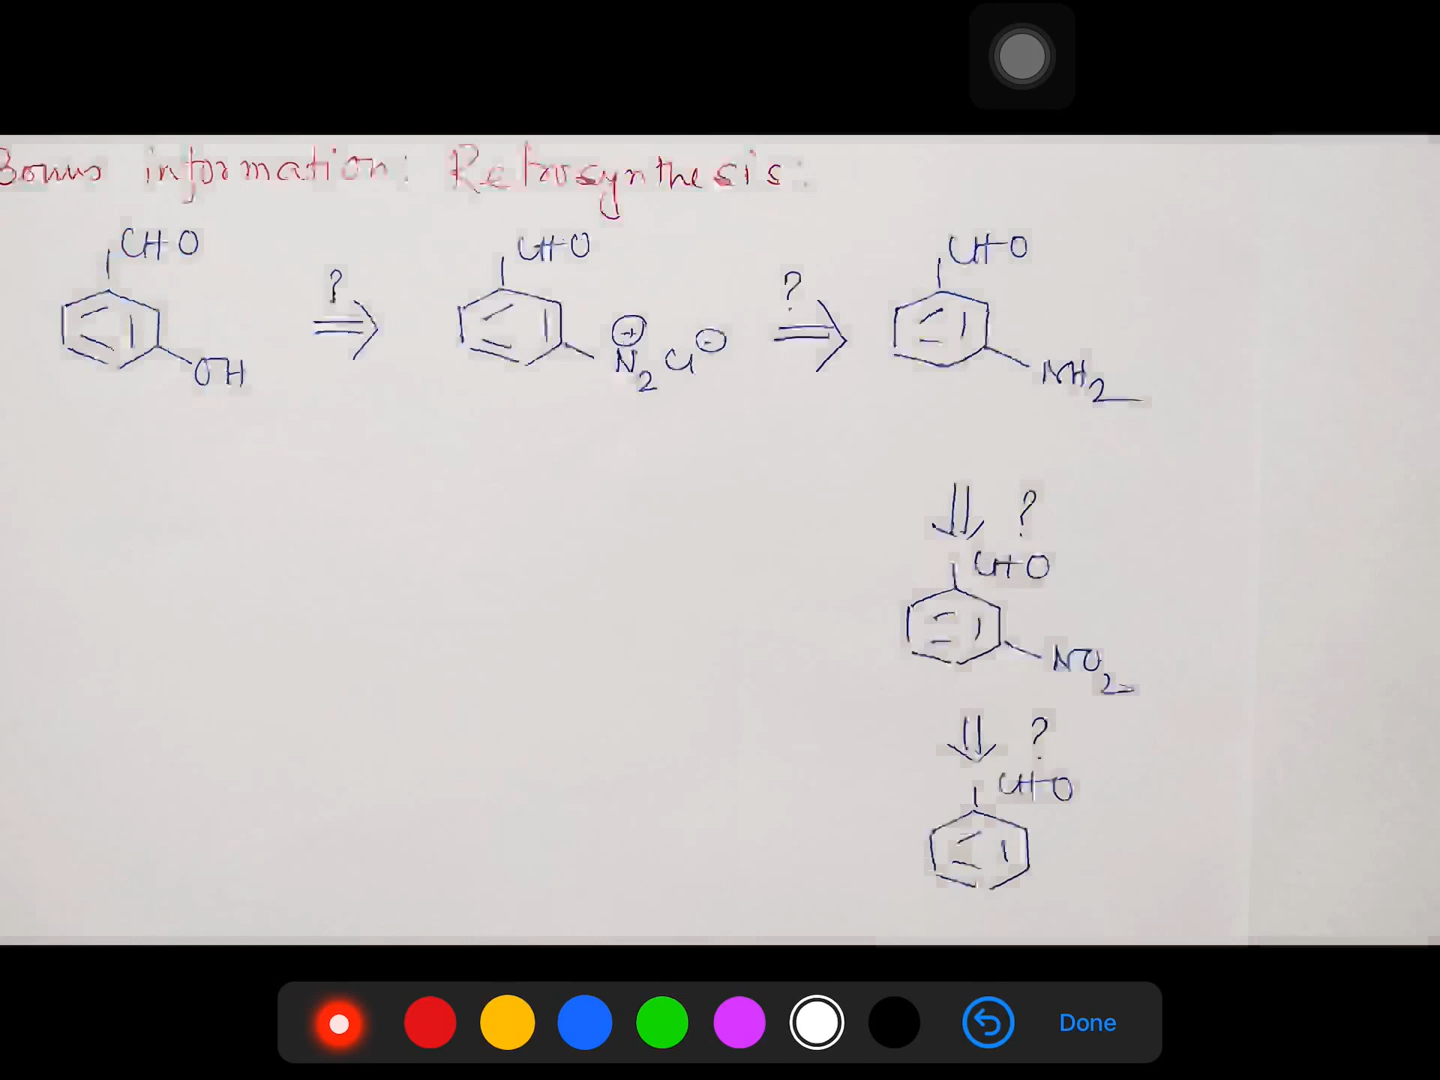 Bonus information: Retrosynthesis:
CHO CHO CHO
? ?
OH N2 Cl NH2
+ -
?
CHO
NO2
?
CHO
Done